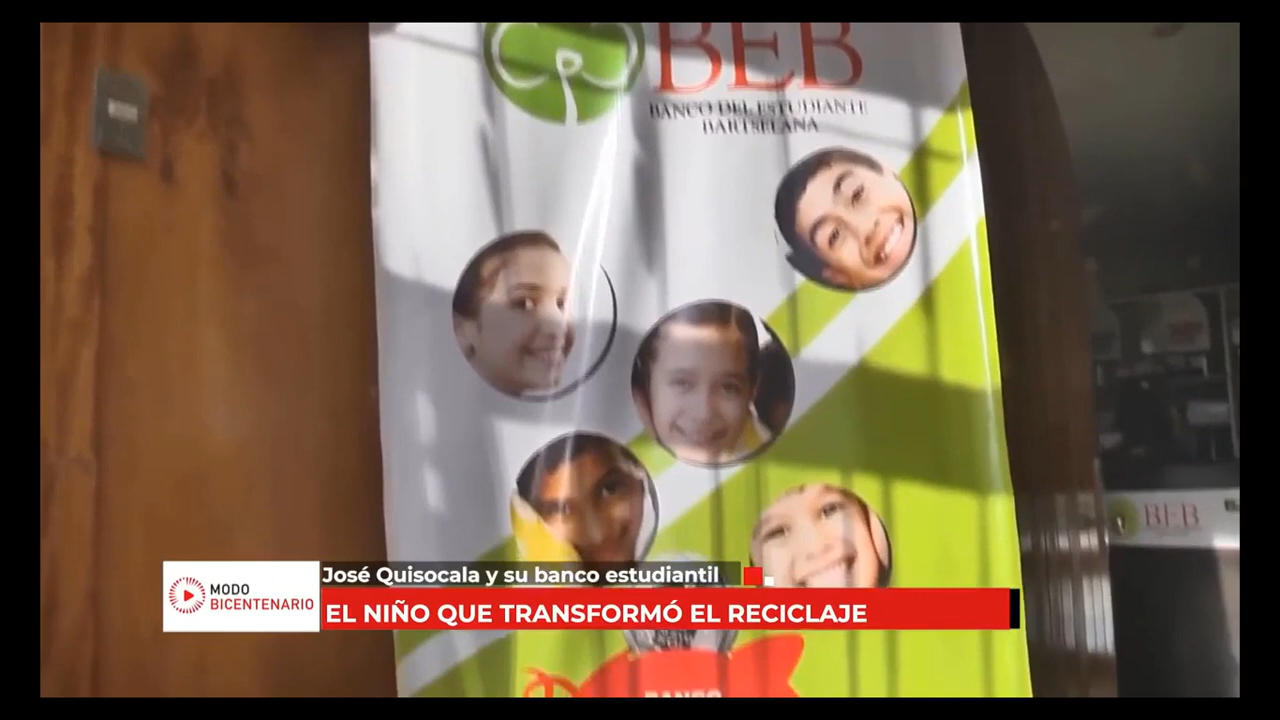 BEB
BANCO DEL ESTUDIANTE
BARTSELANA
BEB
José Quisocala y su banco estudiantil
MODO
BICENTENARIO
EL NIÑO QUE TRANSFORMÓ EL RECICLAJE
BANCO